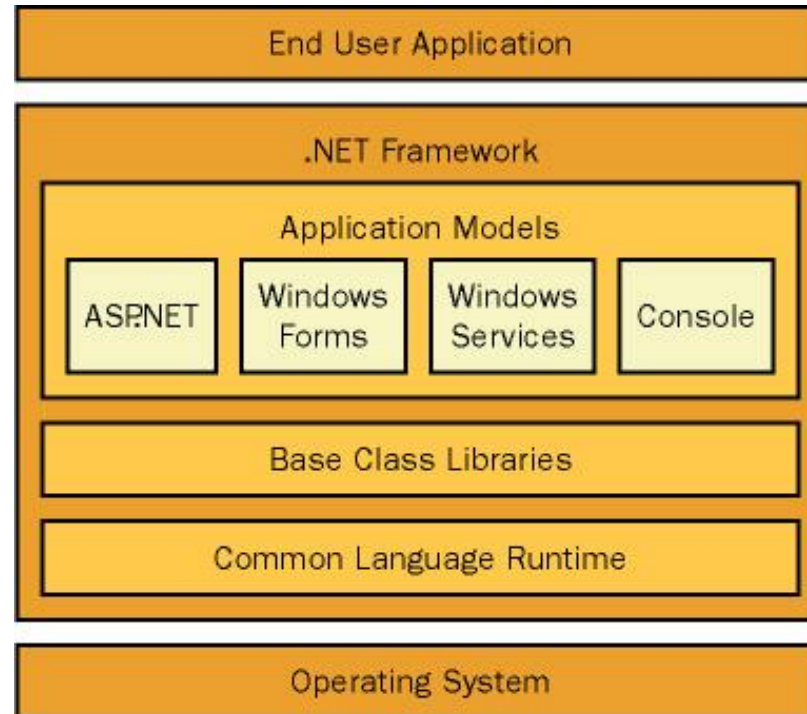 End User Application
.NET Framework
Application Models
ASP.NET
Windows
Forms
Windows
Services
Console
Base Class Libraries
Common Language Runtime
Operating System